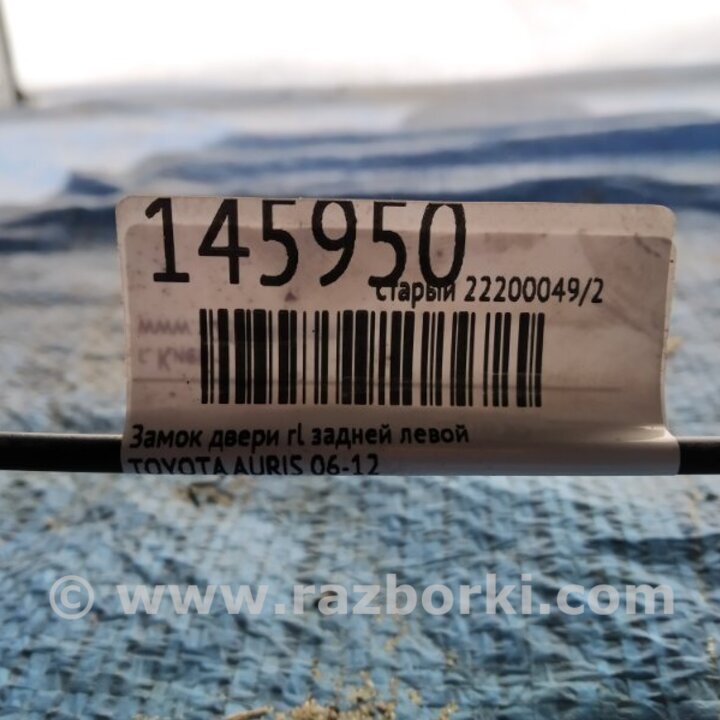 145950
старый 22200049/2
Замок двери rl задней левой
TOYOTA AURIS 06-12
© www.razborki.com